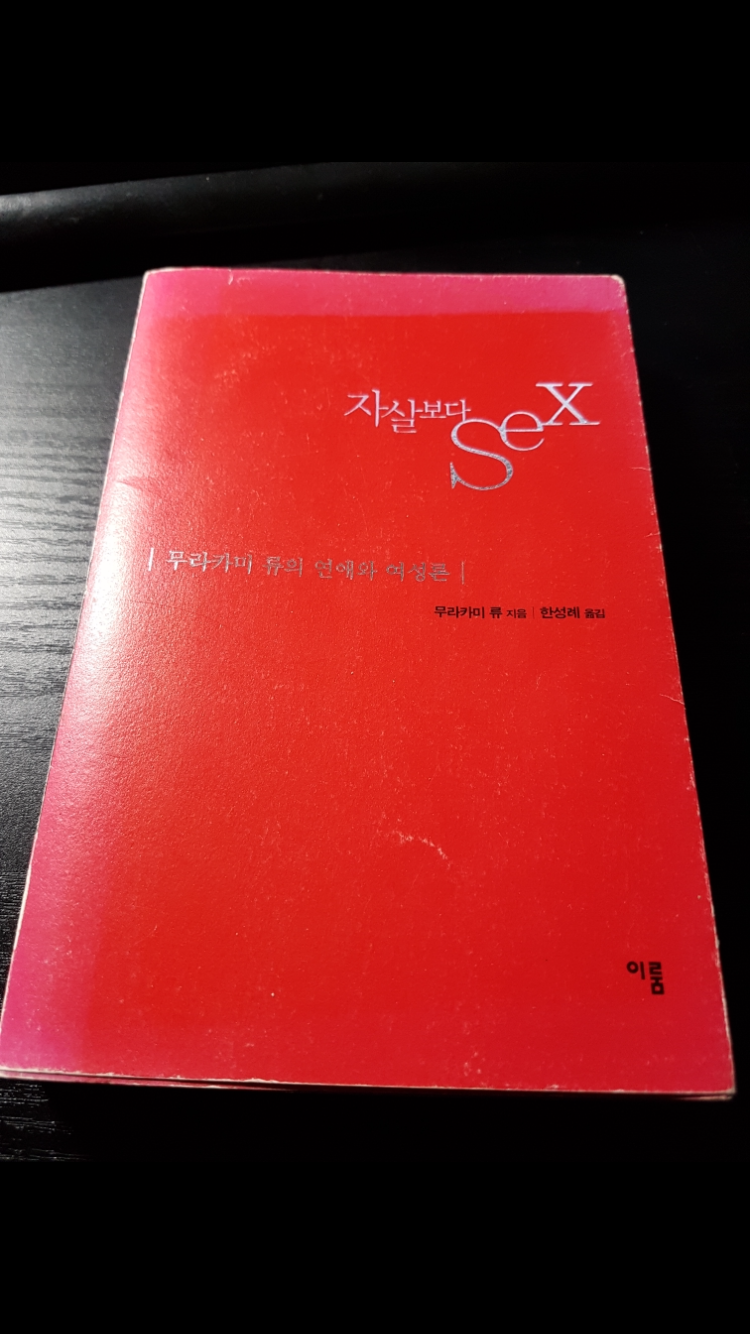 자살보다 Sex
| 무라카미 류의 연애와 여성론 |
무라카미 류 지음 | 한성례 옮김
이룸